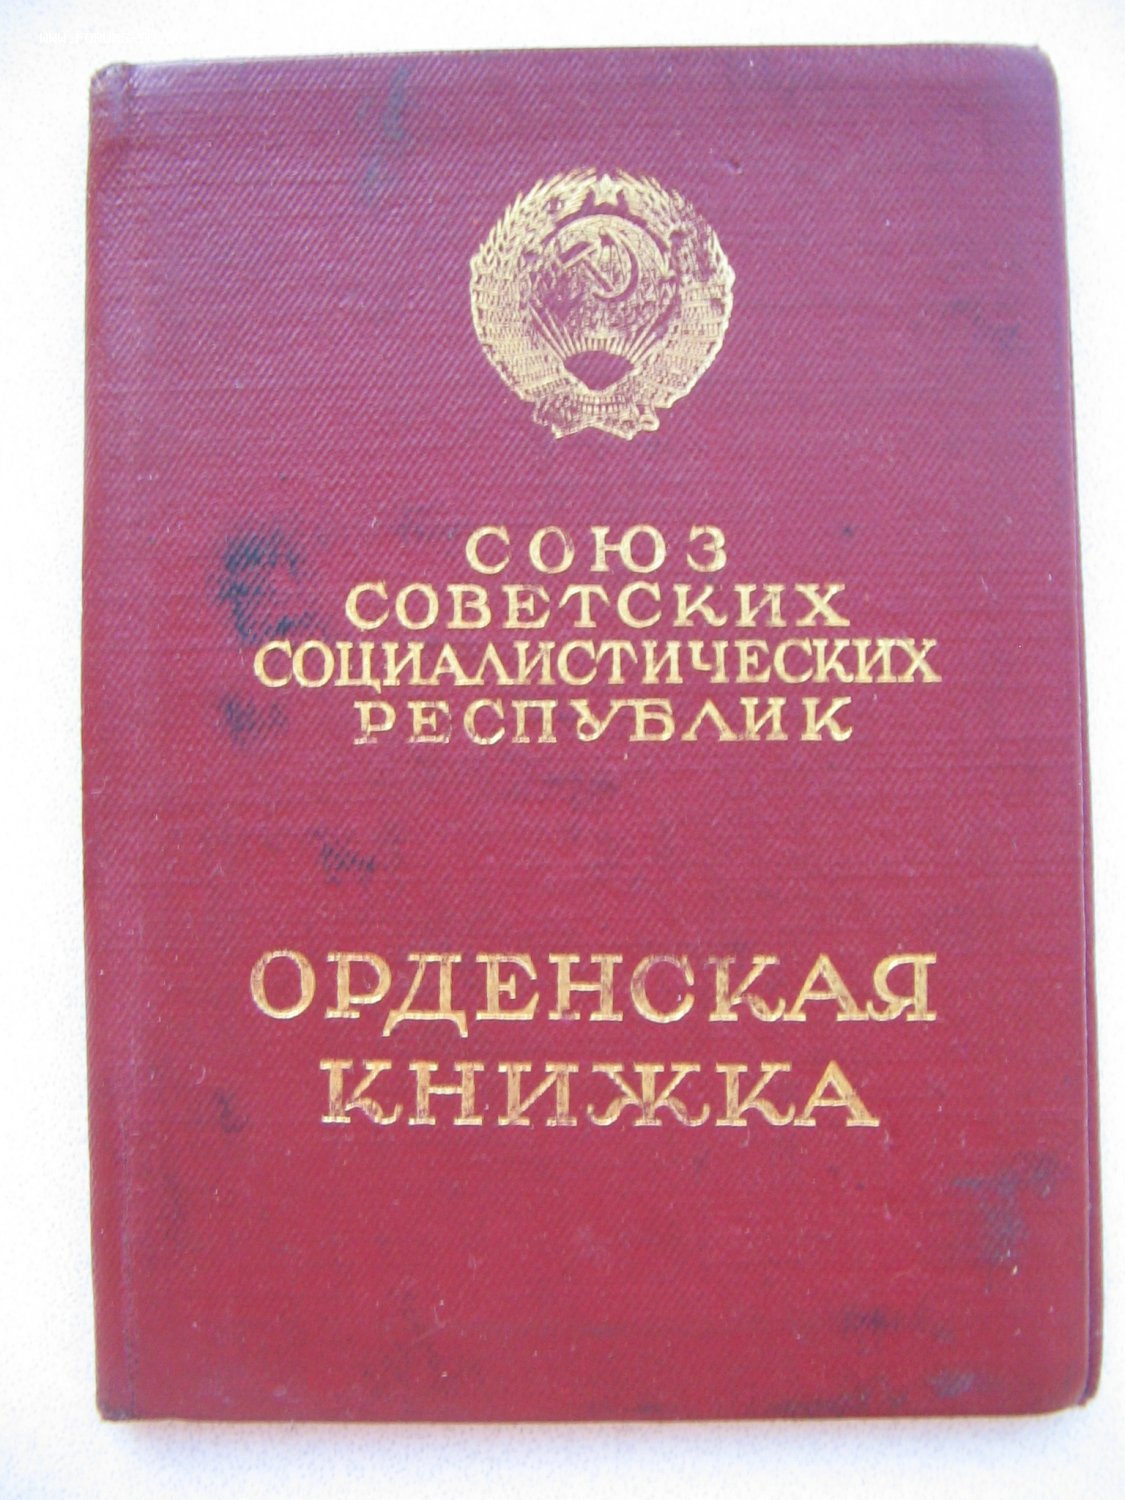 СОЮЗ
СОВЕТСКИХ
СОЦИАЛИСТИЧЕСКИХ
РЕСПУБЛИК
ОРДЕНСКАЯ
КНИЖКА